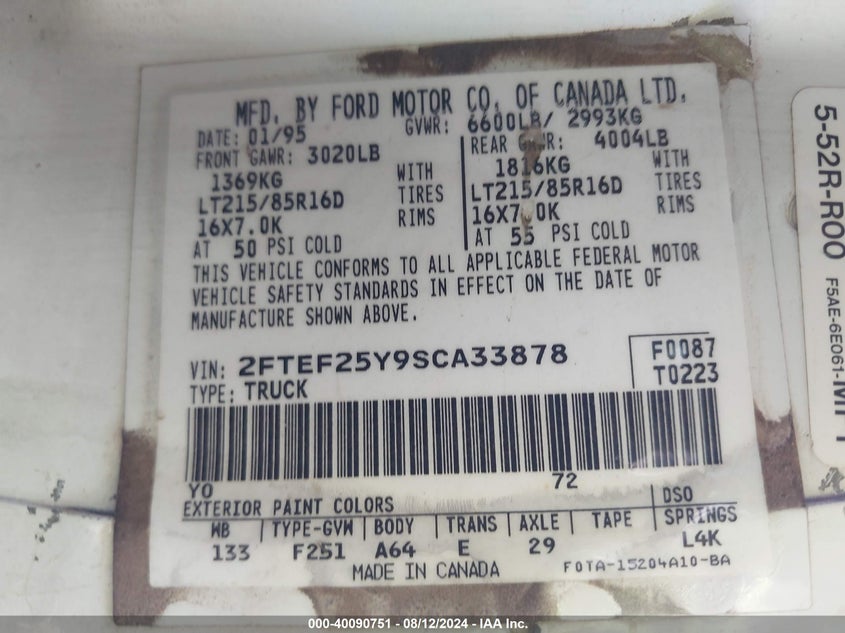 MFD. BY FORD MOTOR CO. OF CANADA LTD.
DATE: 01/95 GVWR: 6600LB/ 2993KG
FRONT GAWR: 3020LB
1369KG WITH
LT215/85R16D TIRES
16X7.0K RIMS
AT 50 PSI COLD
REAR GAWR: 4004LB
1816KG WITH
LT215/85R16D TIRES
16X7.0K RIMS
AT 55 PSI COLD
THIS VEHICLE CONFORMS TO ALL APPLICABLE FEDERAL MOTOR
VEHICLE SAFETY STANDARDS IN EFFECT ON THE DATE OF
MANUFACTURE SHOWN ABOVE.
VIN: 2FTEF25Y9SCA33878
TYPE: TRUCK
F0087
T0223
YO 72
EXTERIOR PAINT COLORS DSO
WB TYPE-GVW BODY TRANS AXLE TAPE SPRINGS
133 F251 A64 E 29 L4K
MADE IN CANADA F0TA-15204A10-BA
5-52R-R00
F5AE-6E061-
000-40090751 - 08/12/2024 - IAA Inc.